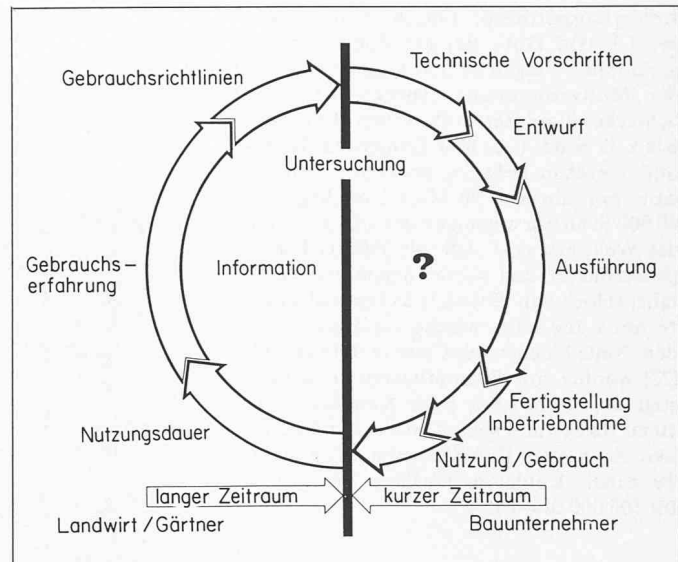 Gebrauchsrichtlinien
Technische Vorschriften
Entwurf
Untersuchung
Gebrauchs-
erfahrung
Information
?
Ausführung
Nutzungsdauer
Fertigstellung
Inbetriebnahme
Nutzung/Gebrauch
langer Zeitraum
kurzer Zeitraum
Landwirt/Gärtner
Bauunternehmer